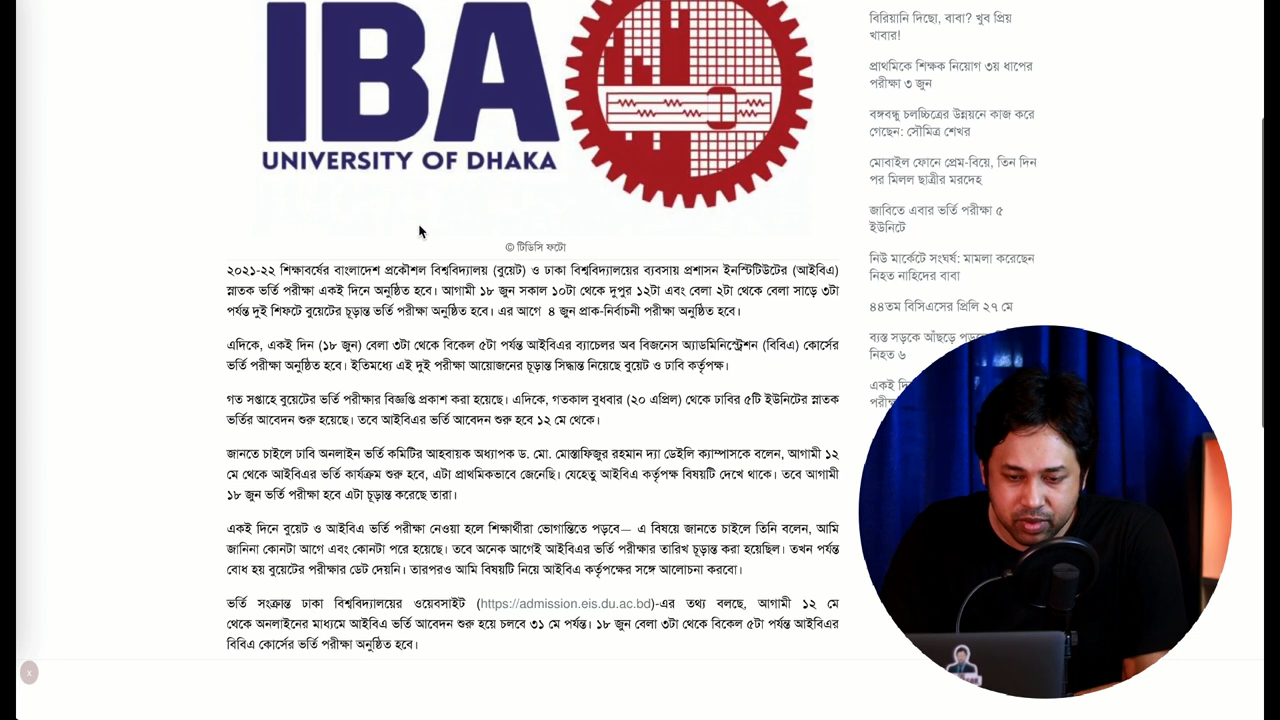 IBA
UNIVERSITY OF DHAKA
© টিডিসি ফটো
২০২১-২২ শিক্ষাবর্ষের বাংলাদেশ প্রকৌশল বিশ্ববিদ্যালয় (বুয়েট) ও ঢাকা বিশ্ববিদ্যালয়ের ব্যবসায় প্রশাসন ইনস্টিটিউটের (আইবিএ)
স্নাতক ভর্তি পরীক্ষা একই দিনে অনুষ্ঠিত হবে। আগামী ১৮ জুন সকাল ১০টা থেকে দুপুর ১২টা এবং বেলা ২টা থেকে বেলা সাড়ে ৩টা
পর্যন্ত দুই শিফটে বুয়েটের চূড়ান্ত ভর্তি পরীক্ষা অনুষ্ঠিত হবে। এর আগে ৪ জুন প্রাক-নির্বাচনী পরীক্ষা অনুষ্ঠিত হবে।
এদিকে, একই দিন (১৮ জুন) বেলা ৩টা থেকে বিকেল ৫টা পর্যন্ত আইবিএর ব্যাচেলর অব বিজনেস অ্যাডমিনিস্ট্রেশন (বিবিএ) কোর্সের
ভর্তি পরীক্ষা অনুষ্ঠিত হবে। ইতিমধ্যে এই দুই পরীক্ষা আয়োজনের চূড়ান্ত সিদ্ধান্ত নিয়েছে বুয়েট ও ঢাবি কর্তৃপক্ষ।
গত সপ্তাহে বুয়েটের ভর্তি পরীক্ষার বিজ্ঞপ্তি প্রকাশ করা হয়েছে। এদিকে, গতকাল বুধবার (২০ এপ্রিল) থেকে ঢাবির ৫টি ইউনিটের স্নাতক
ভর্তির আবেদন শুরু হয়েছে। তবে আইবিএর ভর্তি আবেদন শুরু হবে ১২ মে থেকে।
জানতে চাইলে ঢাবি অনলাইন ভর্তি কমিটির আহবায়ক অধ্যাপক ড. মো. মোস্তাফিজুর রহমান দ্যা ডেইলি ক্যাম্পাসকে বলেন, আগামী ১২
মে থেকে আইবিএর ভর্তি কার্যক্রম শুরু হবে, এটা প্রাথমিকভাবে জেনেছি। যেহেতু আইবিএ কর্তৃপক্ষ বিষয়টি দেখে থাকে। তবে আগামী
১৮ জুন ভর্তি পরীক্ষা হবে এটা চূড়ান্ত করেছে তারা।
একই দিনে বুয়েট ও আইবিএ ভর্তি পরীক্ষা নেওয়া হলে শিক্ষার্থীরা ভোগান্তিতে পড়বে— এ বিষয়ে জানতে চাইলে তিনি বলেন, আমি
জানিনা কোনটা আগে এবং কোনটা পরে হয়েছে। তবে অনেক আগেই আইবিএর ভর্তি পরীক্ষার তারিখ চূড়ান্ত করা হয়েছিল। তখন পর্যন্ত
বোধ হয় বুয়েটের পরীক্ষার ডেট দেয়নি। তারপরও আমি বিষয়টি নিয়ে আইবিএ কর্তৃপক্ষের সঙ্গে আলোচনা করবো।
ভর্তি সংক্রান্ত ঢাকা বিশ্ববিদ্যালয়ের ওয়েবসাইট (https://admission.eis.du.ac.bd)-এর তথ্য বলছে, আগামী ১২ মে
থেকে অনলাইনের মাধ্যমে আইবিএ ভর্তি আবেদন শুরু হয়ে চলবে ৩১ মে পর্যন্ত। ১৮ জুন বেলা ৩টা থেকে বিকেল ৫টা পর্যন্ত আইবিএর
বিবিএ কোর্সের ভর্তি পরীক্ষা অনুষ্ঠিত হবে।
x
বিরিয়ানি দিছো, বাবা? খুব প্রিয়
খাবার!
প্রাথমিকে শিক্ষক নিয়োগ ৩য় ধাপের
পরীক্ষা ৩ জুন
বঙ্গবন্ধু চলচ্চিত্রের উন্নয়নে কাজ করে
গেছেন: সৌমিত্র শেখর
মোবাইল ফোনে প্রেম-বিয়ে, তিন দিন
পর মিলল ছাত্রীর মরদেহ
জাবিতে এবার ভর্তি পরীক্ষা ৫
ইউনিটে
নিউ মার্কেটে সংঘর্ষ: মামলা করেছেন
নিহত নাহিদের বাবা
৪৪তম বিসিএসের প্রিলি ২৭ মে
ব্যস্ত সড়কে আঁছড়ে
নিহত ৬
একই